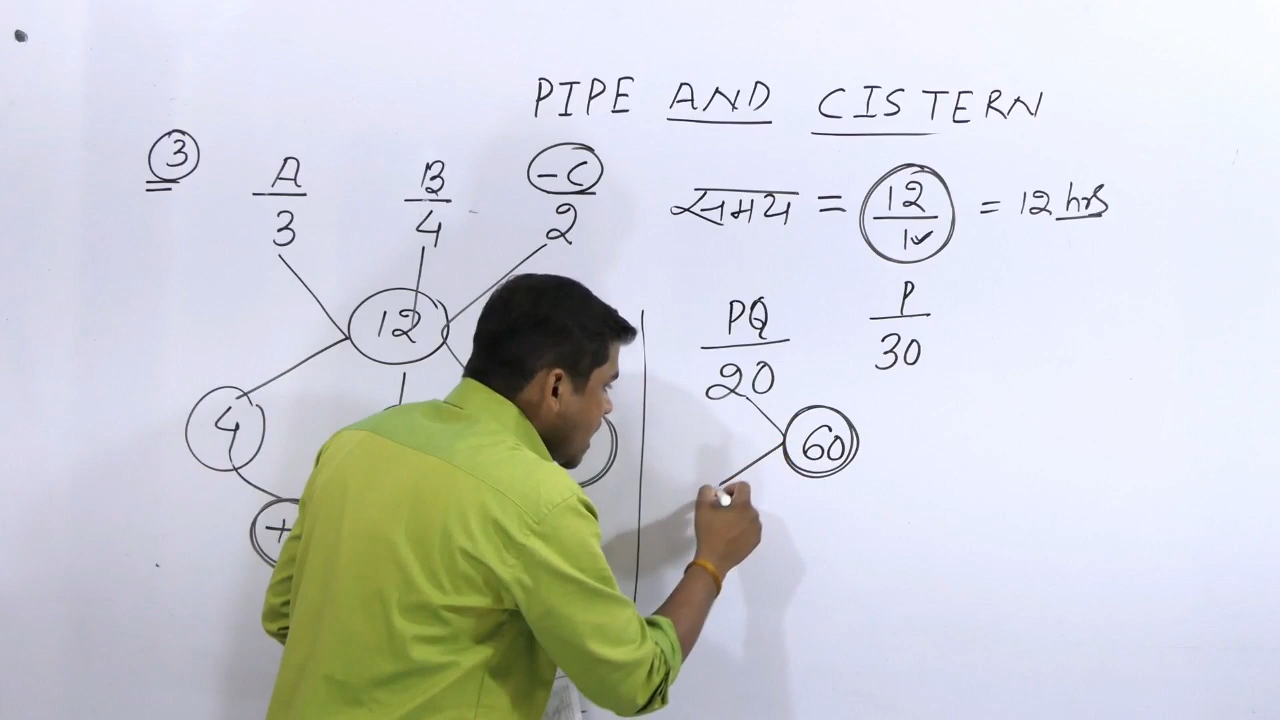 PIPE AND CISTERN
3
A B -C
3 4 2
समय = 12/1 = 12 hrs
12
4
+
PQ P
20 30
60